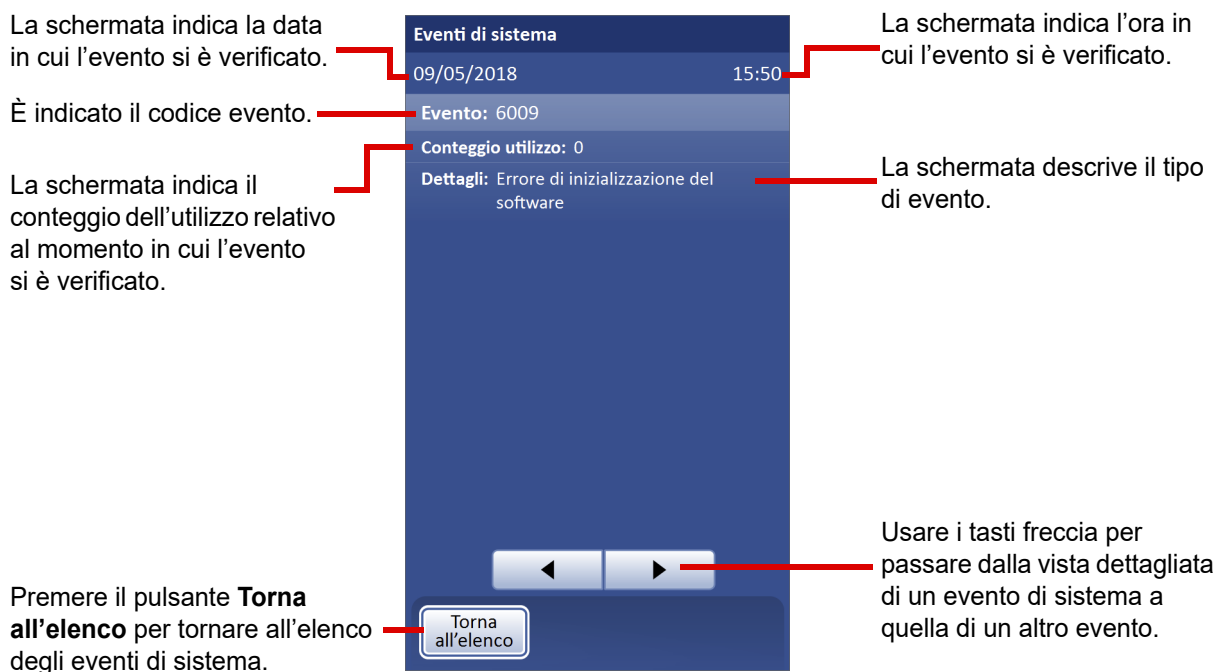 La schermata indica la data
in cui l'evento si è verificato.
È indicato il codice evento.
La schermata indica il
conteggio dell'utilizzo relativo
al momento in cui l'evento
si è verificato.
Premere il pulsante Torna
all'elenco per tornare all'elenco
degli eventi di sistema.
Eventi di sistema
09/05/2018 15:50
Evento: 6009
Conteggio utilizzo: 0
Dettagli: Errore di inizializzazione del
software
Torna
all'elenco
La schermata indica l'ora in
cui l'evento si è verificato.
La schermata descrive il tipo
di evento.
Usare i tasti freccia per
passare dalla vista dettagliata
di un evento di sistema a
quella di un altro evento.